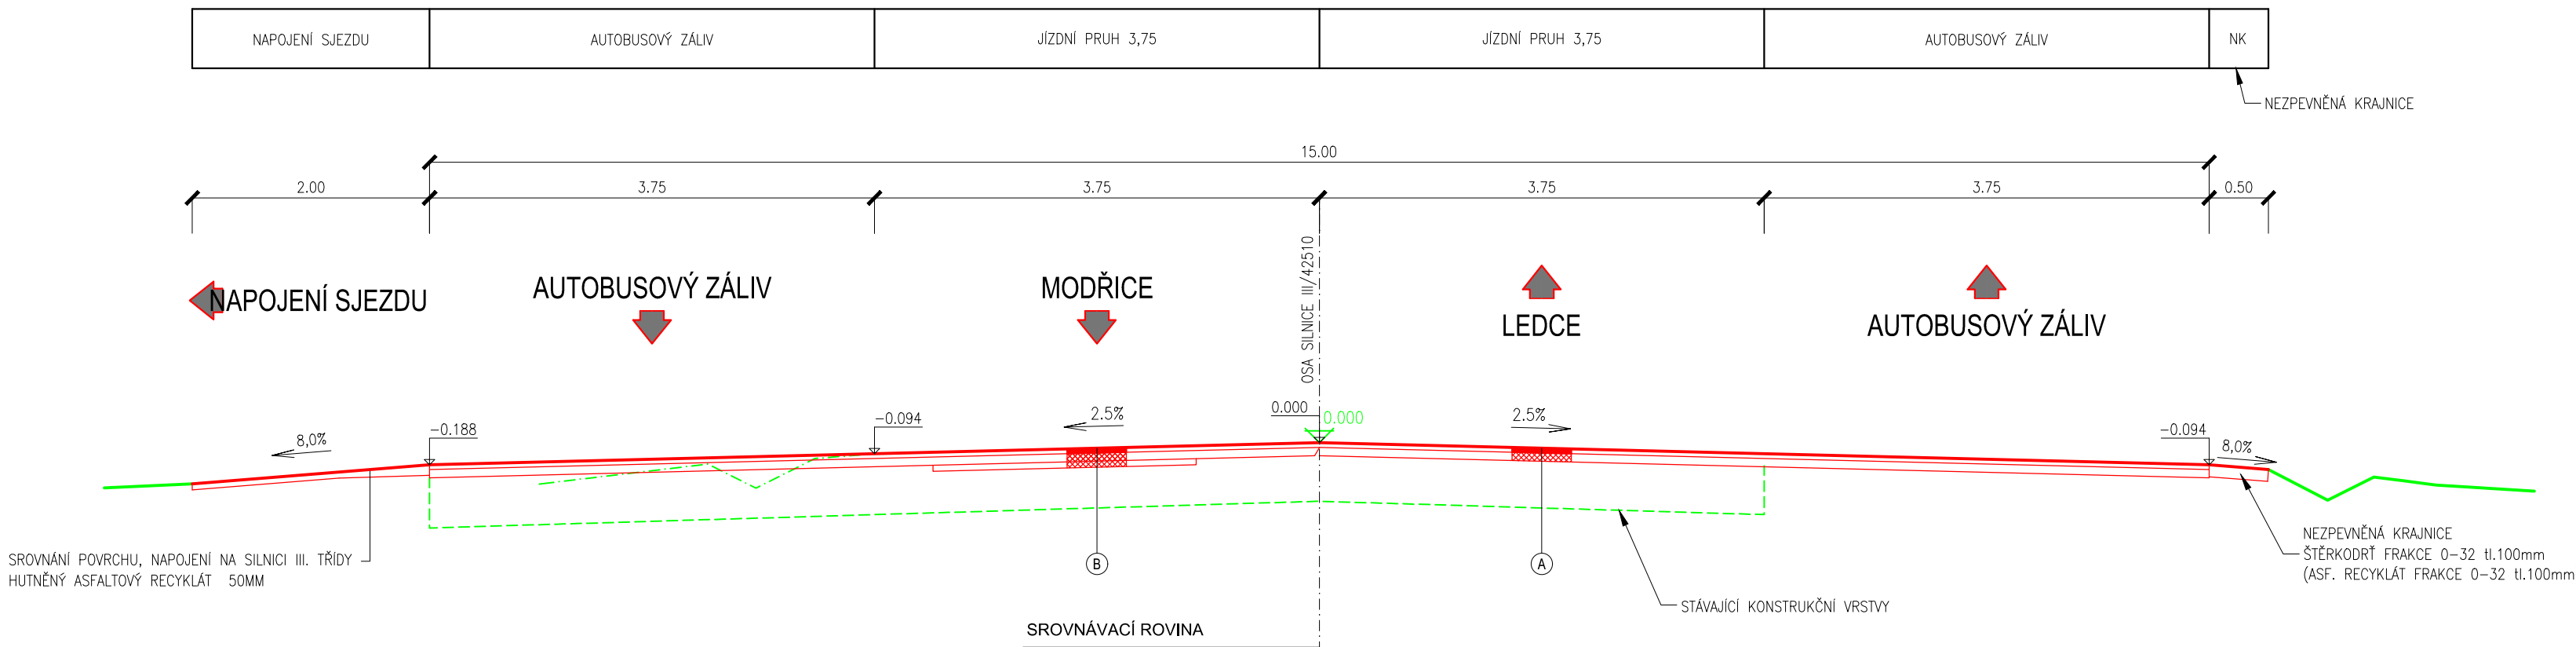 NAPOJENÍ SJEZDU
AUTOBUSOVÝ ZÁLIV
JÍZDNÍ PRUH 3,75
JÍZDNÍ PRUH 3,75
AUTOBUSOVÝ ZÁLIV
NK
NEZPEVNĚNÁ KRAJNICE
15.00
2.00
3.75
3.75
3.75
3.75
0.50
OSA SILNICE III/42510
NAPOJENÍ SJEZDU
AUTOBUSOVÝ ZÁLIV
MODŘICE
LEDCE
AUTOBUSOVÝ ZÁLIV
8,0%
-0.188
-0.094
2.5%
0.000
0.000
2.5%
-0.094
8,0%
SROVNÁNÍ POVRCHU, NAPOJENÍ NA SILNICI III. TŘÍDY
HUTNĚNÝ ASFALTOVÝ RECYKLÁT 50MM
B
A
NEZPEVNĚNÁ KRAJNICE
ŠTĚRKODRŤ FRAKCE 0-32 tl.100mm
(ASF. RECYKLÁT FRAKCE 0-32 tl.100mm
STÁVAJÍCÍ KONSTRUKČNÍ VRSTVY
SROVNÁVACÍ ROVINA